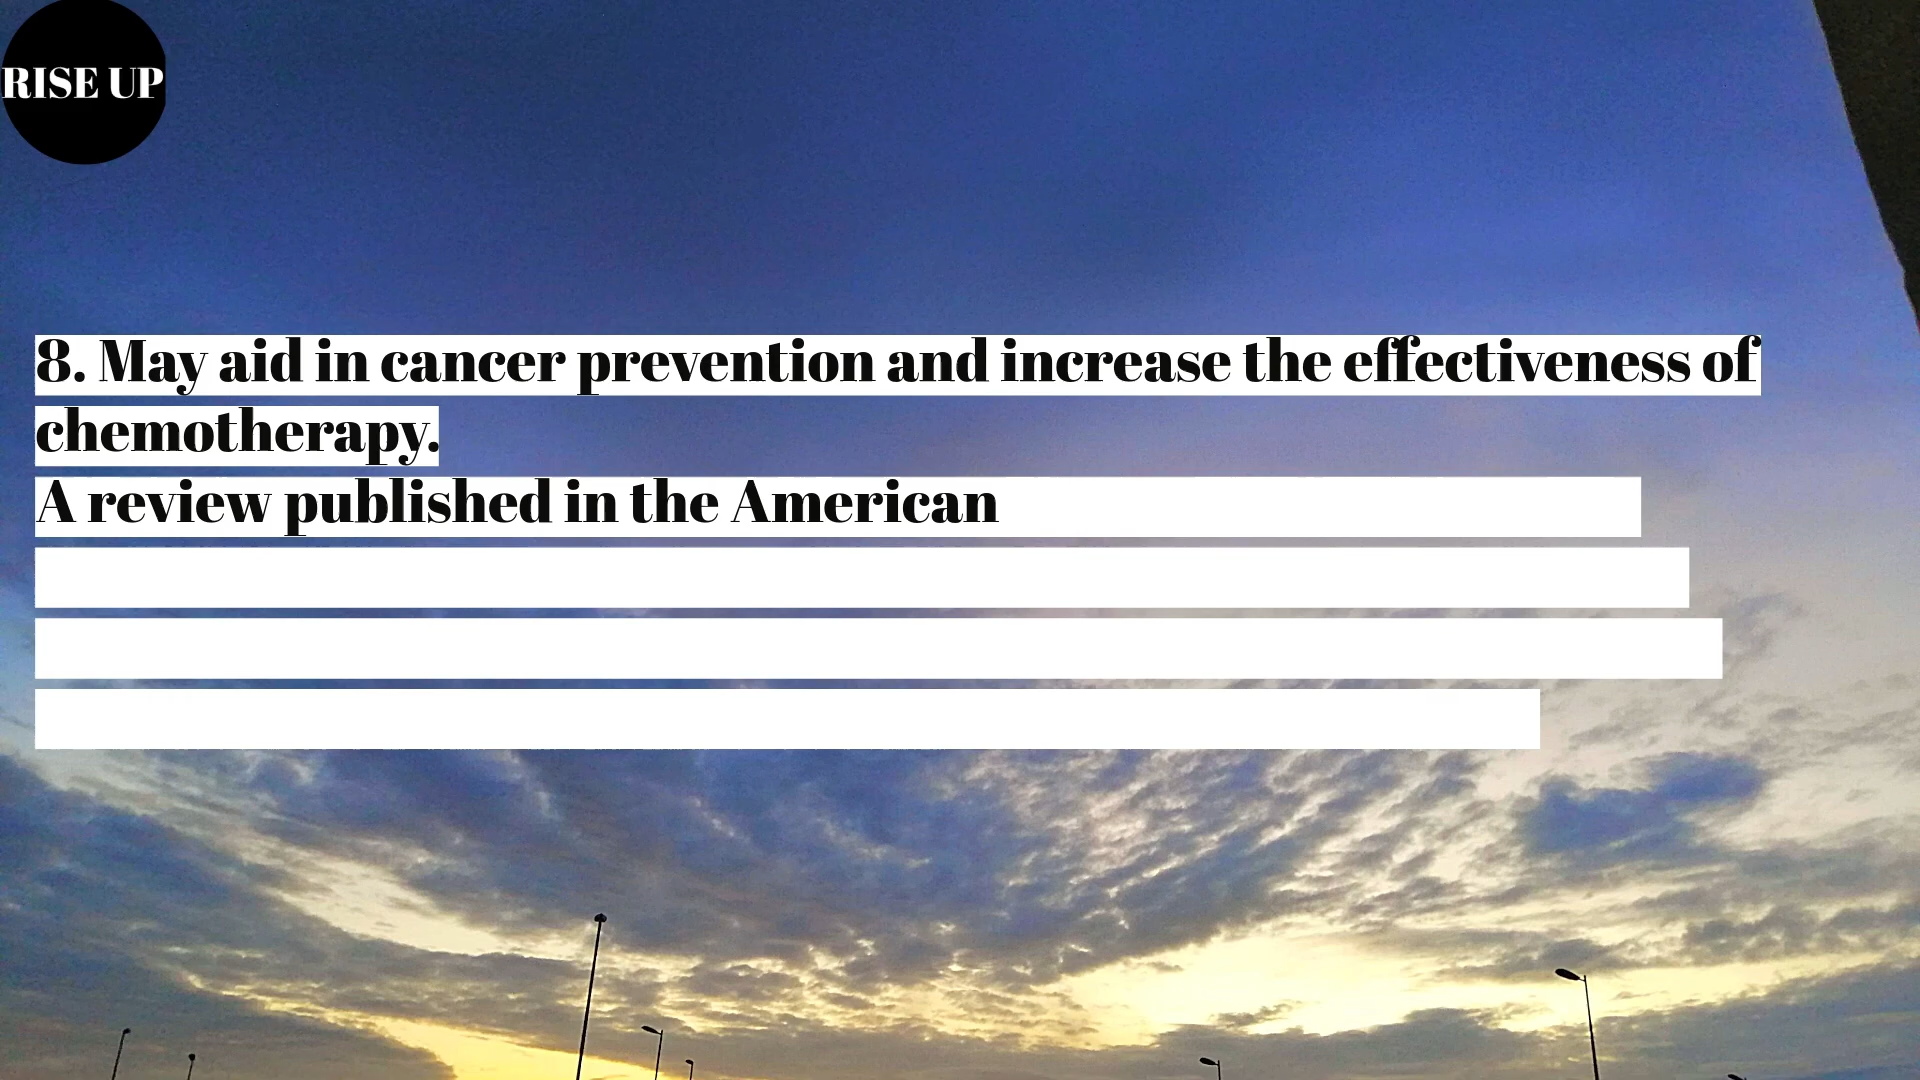 RISE UP
8. May aid in cancer prevention and increase the effectiveness of
chemotherapy.
A review published in the American